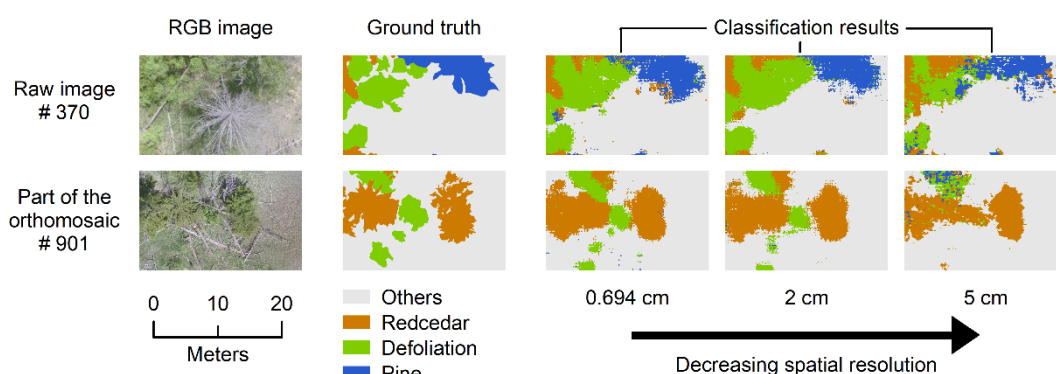 RGB image
Ground truth
Classification results
Raw image
# 370
Part of the
orthomosaic
# 901
0 10 20
Meters
Others
Redcedar
Defoliation
Pine
0.694 cm
2 cm
5 cm
Decreasing spatial resolution